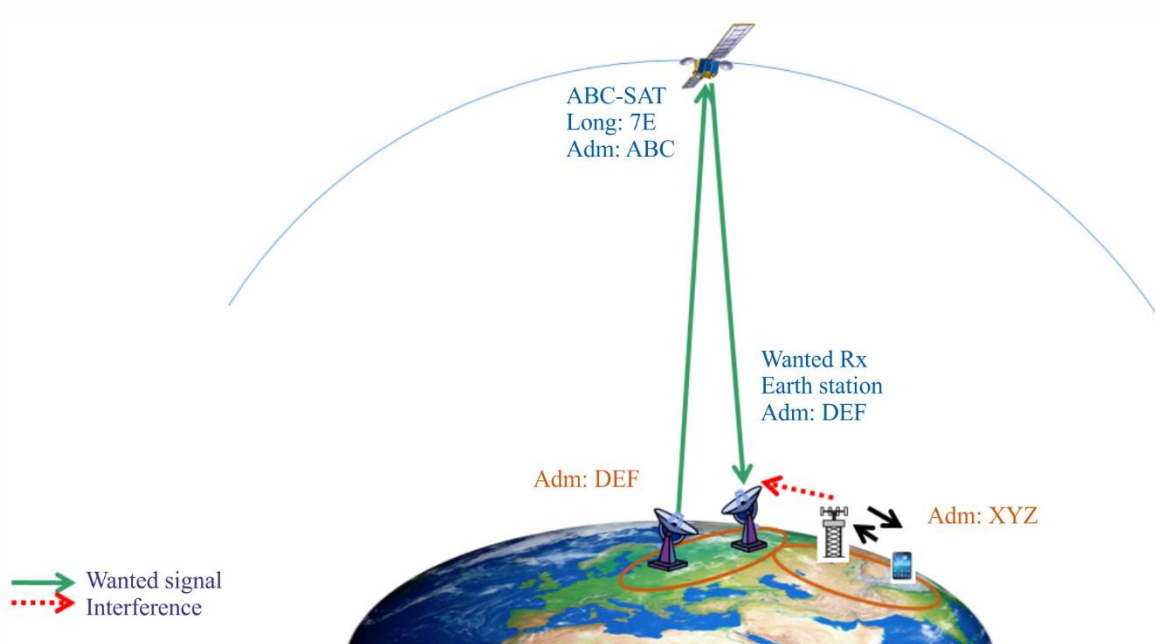 ABC-SAT
Long: 7E
Adm: ABC
Wanted Rx
Earth station
Adm: DEF
Adm: DEF
Adm: XYZ
Wanted signal
Interference